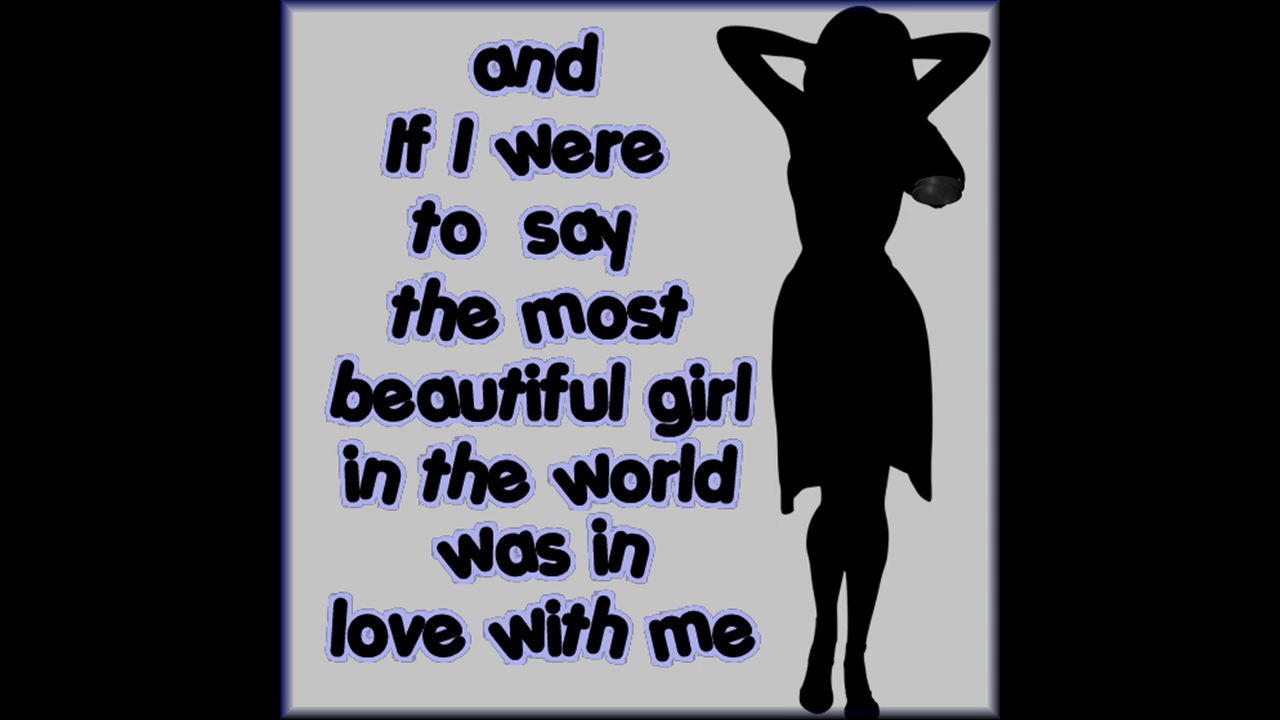 and
If I were
to say
the most
beautiful girl
in the world
was in
love with me